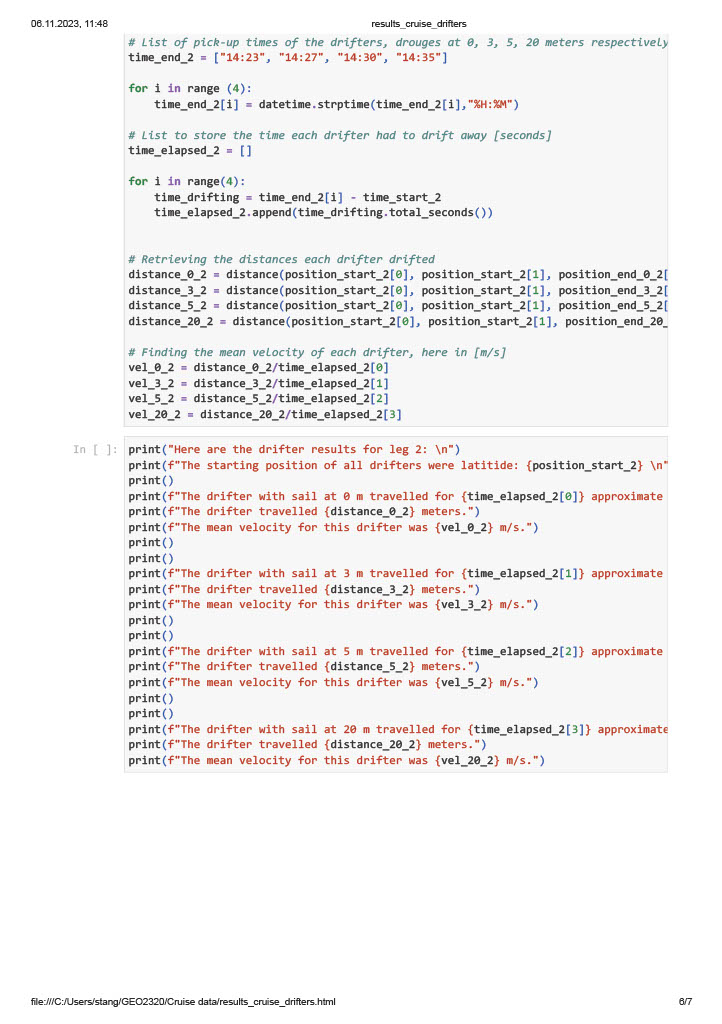 06.11.2023, 11:48
results_cruise_drifters
# List of pick-up times of the drifters, drouges at 0, 3, 5, 20 meters respectively
time_end_2 = ["14:23", "14:27", "14:30", "14:35"]
for i in range (4):
    time_end_2[i] = datetime.strptime(time_end_2[i],"%H:%M")
# List to store the time each drifter had to drift away [seconds]
time_elapsed_2 = []
for i in range(4):
    time_drifting = time_end_2[i] - time_start_2
    time_elapsed_2.append(time_drifting.total_seconds())
# Retrieving the distances each drifter drifted
distance_0_2 = distance(position_start_2[0], position_start_2[1], position_end_0_2[
distance_3_2 = distance(position_start_2[0], position_start_2[1], position_end_3_2[
distance_5_2 = distance(position_start_2[0], position_start_2[1], position_end_5_2[
distance_20_2 = distance(position_start_2[0], position_start_2[1], position_end_20_
# Finding the mean velocity of each drifter, here in [m/s]
vel_0_2 = distance_0_2/time_elapsed_2[0]
vel_3_2 = distance_3_2/time_elapsed_2[1]
vel_5_2 = distance_5_2/time_elapsed_2[2]
vel_20_2 = distance_20_2/time_elapsed_2[3]
In [ ]:
print("Here are the drifter results for leg 2: \n")
print(f"The starting position of all drifters were latitide: {position_start_2} \n"
print()
print(f"The drifter with sail at 0 m travelled for {time_elapsed_2[0]} approximate
print(f"The drifter travelled {distance_0_2} meters.")
print(f"The mean velocity for this drifter was {vel_0_2} m/s.")
print()
print()
print(f"The drifter with sail at 3 m travelled for {time_elapsed_2[1]} approximate
print(f"The drifter travelled {distance_3_2} meters.")
print(f"The mean velocity for this drifter was {vel_3_2} m/s.")
print()
print()
print(f"The drifter with sail at 5 m travelled for {time_elapsed_2[2]} approximate
print(f"The drifter travelled {distance_5_2} meters.")
print(f"The mean velocity for this drifter was {vel_5_2} m/s.")
print()
print()
print(f"The drifter with sail at 20 m travelled for {time_elapsed_2[3]} approximate
print(f"The drifter travelled {distance_20_2} meters.")
print(f"The mean velocity for this drifter was {vel_20_2} m/s.")
file:///C:/Users/stang/GEO2320/Cruise data/results_cruise_drifters.html
6/7